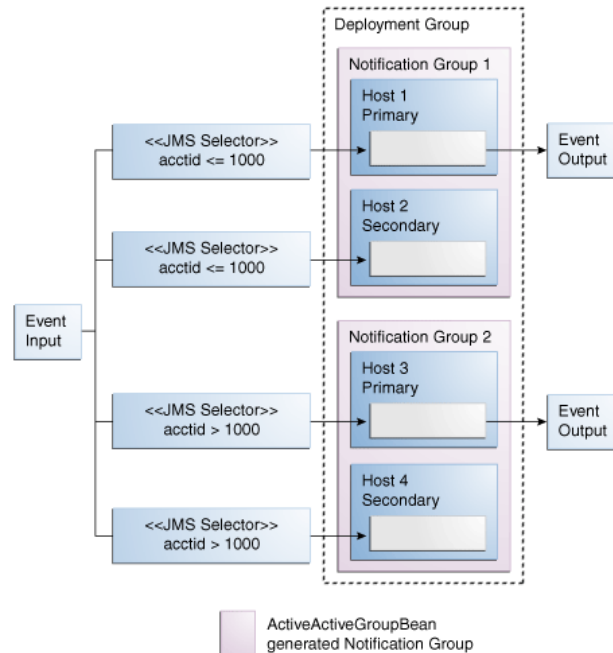 Deployment Group
Notification Group 1
Host 1
Primary
<<JMS Selector>>
acctid <= 1000
Event
Output
Host 2
Secondary
<<JMS Selector>>
acctid <= 1000
Event
Input
Notification Group 2
Host 3
Primary
<<JMS Selector>>
acctid > 1000
Event
Output
Host 4
Secondary
<<JMS Selector>>
acctid > 1000
ActiveActiveGroupBean
generated Notification Group